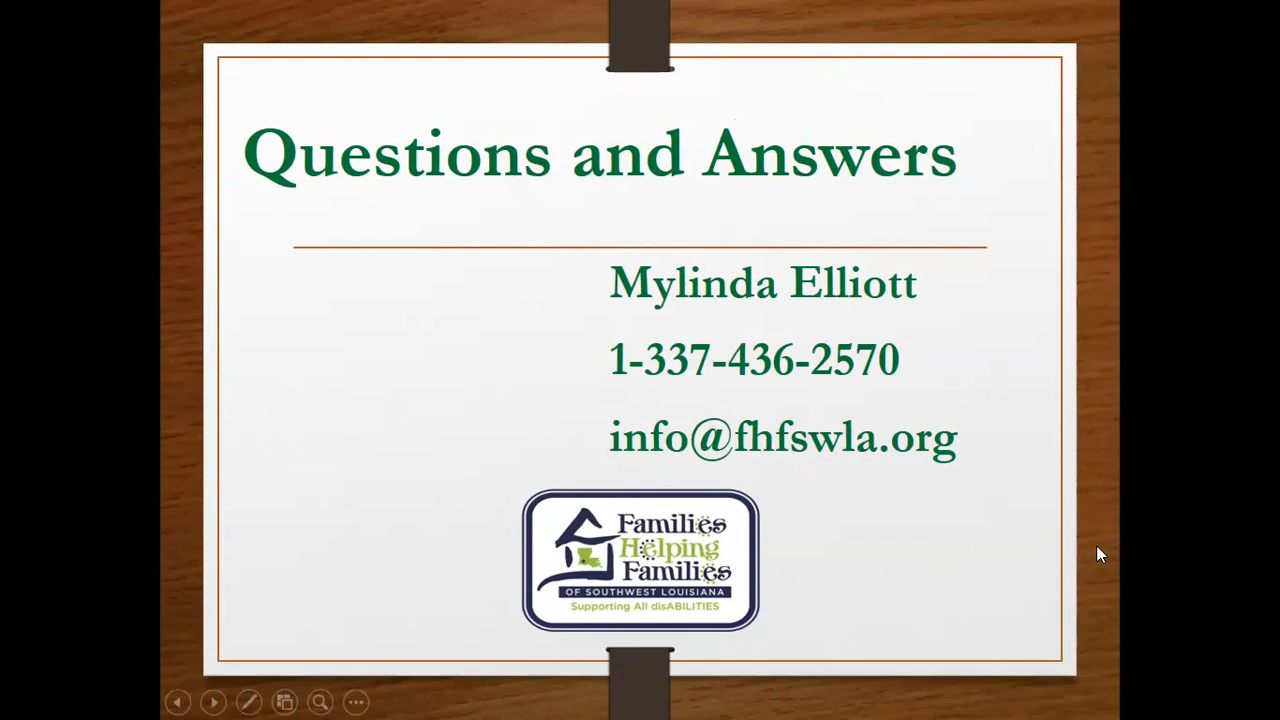 Questions and Answers
Mylinda Elliott
1-337-436-2570
info@fhfswla.org
Families
Helping
Families
OF SOUTHWEST LOUISIANA
Supporting All disABILITIES